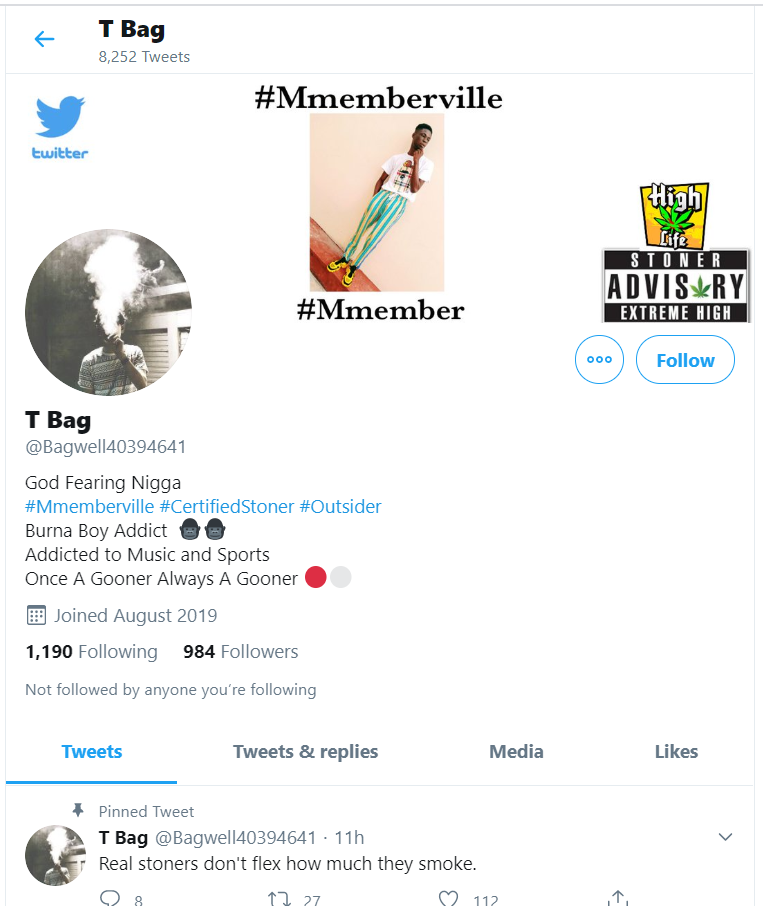 T Bag
8,252 Tweets
#Mmemberville
twitter
#Mmember
High
Life
STONER
ADVISORY
EXTREME HIGH
Follow
T Bag
@Bagwell40394641
God Fearing Nigga
#Mmemberville #CertifiedStoner #Outsider
Burna Boy Addict 🦍🦍
Addicted to Music and Sports
Once A Gooner Always A Gooner 🔴⚪
Joined August 2019
1,190 Following 984 Followers
Not followed by anyone you're following
Tweets Tweets & replies Media Likes
Pinned Tweet
T Bag @Bagwell40394641 · 11h
Real stoners don't flex how much they smoke.
8 27 112